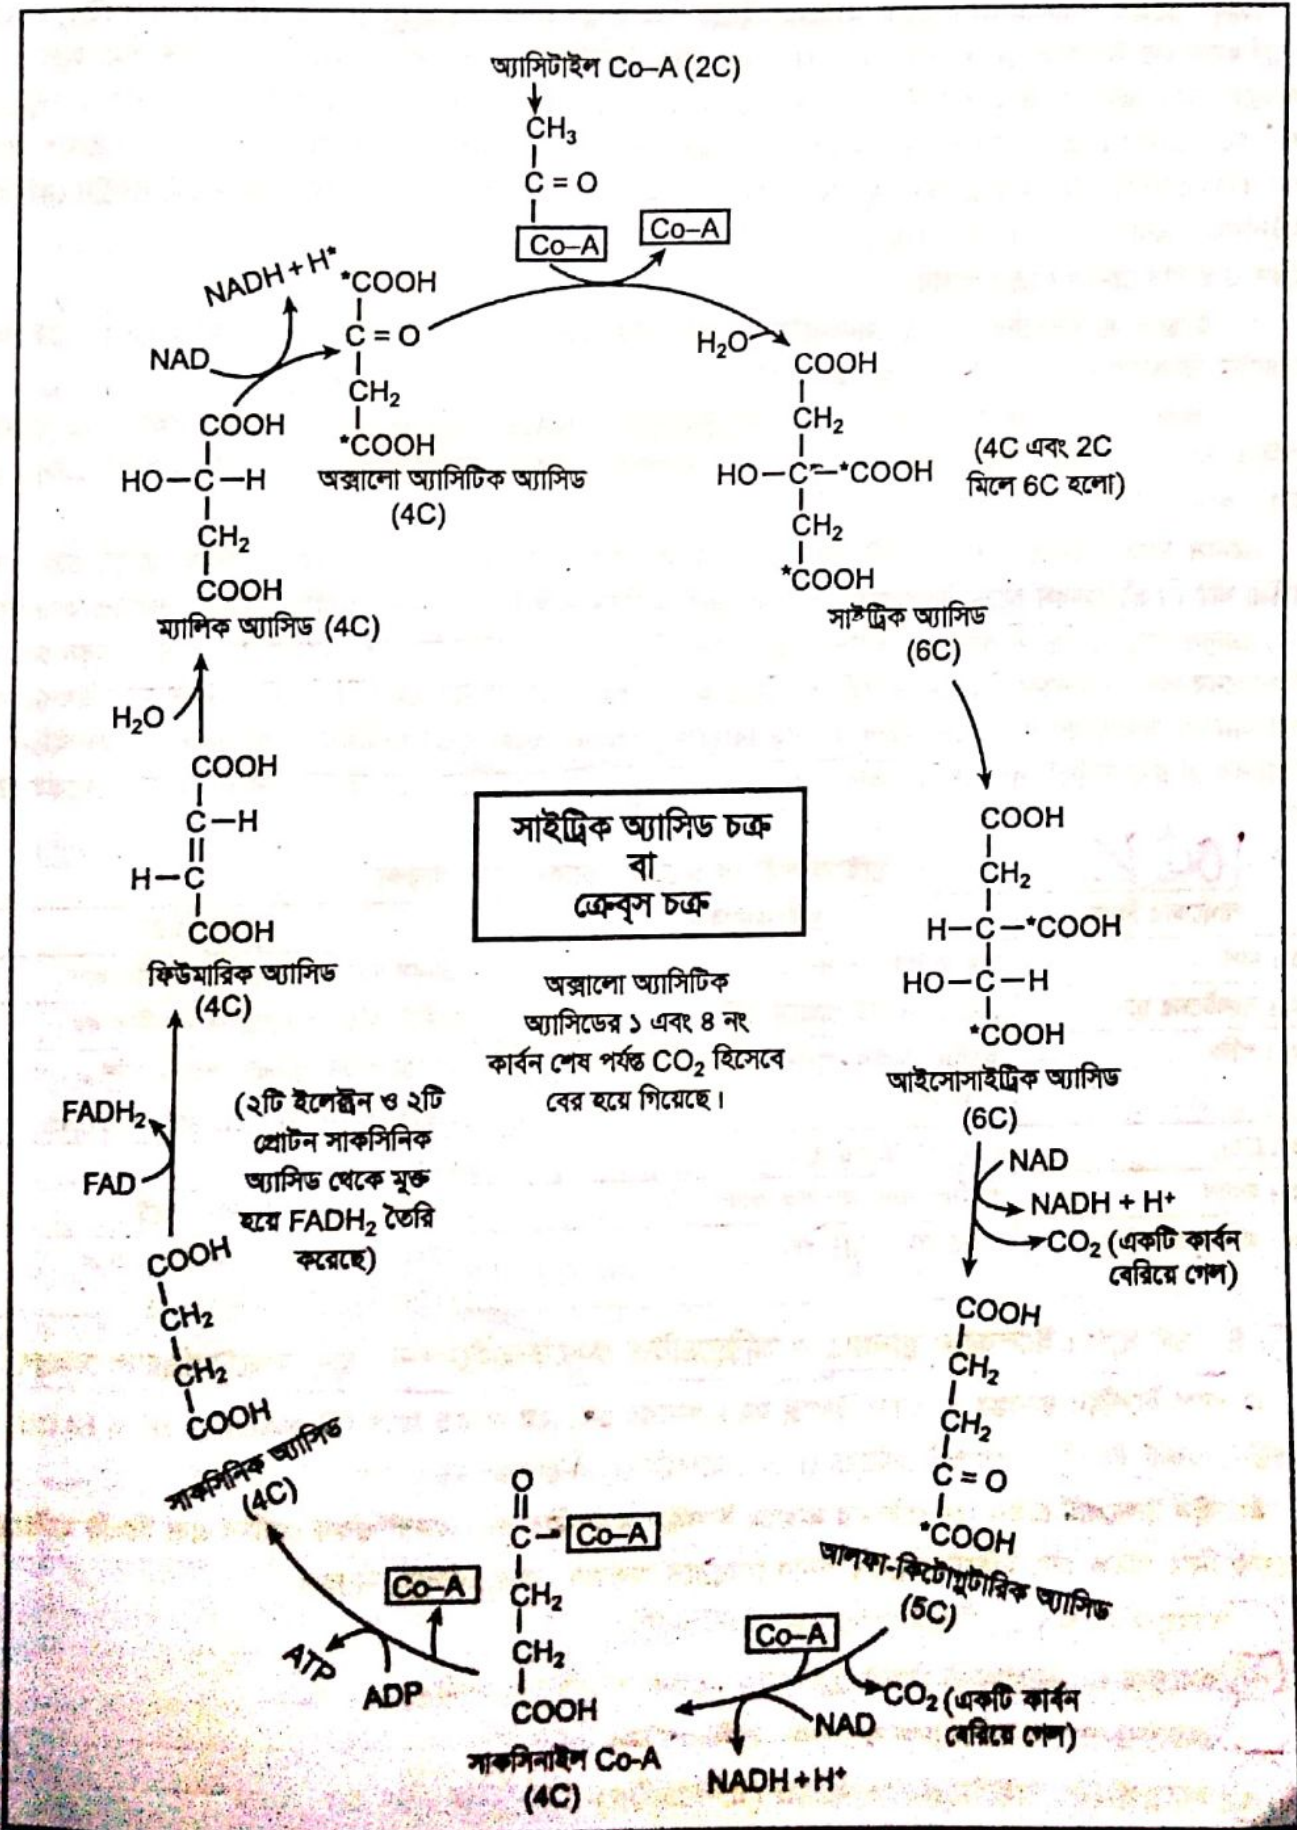 অ্যাসিটাইল Co–A (2C)
CH₃
C = O
Co–A
Co–A
NADH + H*
NAD
*COOH
C = O
CH₂
*COOH
অক্সালো অ্যাসিটিক অ্যাসিড
(4C)
H₂O
COOH
CH₂
HO–C–*COOH
CH₂
*COOH
(4C এবং 2C
মিলে 6C হলো)
সাইট্রিক অ্যাসিড
(6C)
COOH
HO–C–H
CH₂
COOH
ম্যালিক অ্যাসিড (4C)
H₂O
COOH
C–H
H–C
COOH
ফিউমারিক অ্যাসিড
(4C)
সাইট্রিক অ্যাসিড চক্র
বা
ক্রেব্‌স চক্র
অক্সালো অ্যাসিটিক
অ্যাসিডের ১ এবং ৪ নং
কার্বন শেষ পর্যন্ত CO₂ হিসেবে
বের হয়ে গিয়েছে।
COOH
CH₂
H–C–*COOH
HO–C–H
*COOH
আইসোসাইট্রিক অ্যাসিড
(6C)
NAD
NADH + H⁺
CO₂ (একটি কার্বন
বেরিয়ে গেল)
FADH₂
FAD
(২টি ইলেক্ট্রন ও ২টি
প্রোটন সাকসিনিক
অ্যাসিড থেকে মুক্ত
হয়ে FADH₂ তৈরি
করেছে)
COOH
CH₂
CH₂
COOH
সাকসিনিক অ্যাসিড
(4C)
COOH
CH₂
CH₂
C = O
*COOH
আলফা-কিটোগ্লুটারিক অ্যাসিড
(5C)
Co–A
CO₂ (একটি কার্বন
বেরিয়ে গেল)
NAD
NADH + H⁺
O
C–Co–A
CH₂
CH₂
COOH
সাকসিনাইল Co-A
(4C)
Co–A
ATP
ADP